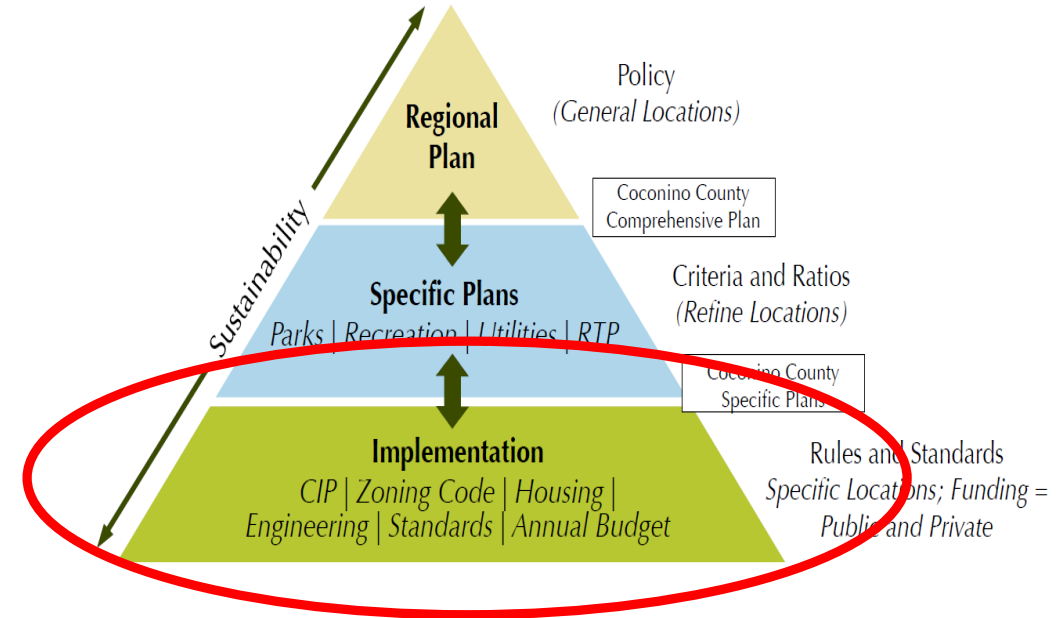 Policy
(General Locations)
Regional
Plan
Coconino County
Comprehensive Plan
Sustainability
Criteria and Ratios
(Refine Locations)
Specific Plans
Parks | Recreation | Utilities | RTP
Coconino County
Specific Plans
Implementation
CIP | Zoning Code | Housing |
Engineering | Standards | Annual Budget
Rules and Standards
Specific Locations; Funding =
Public and Private